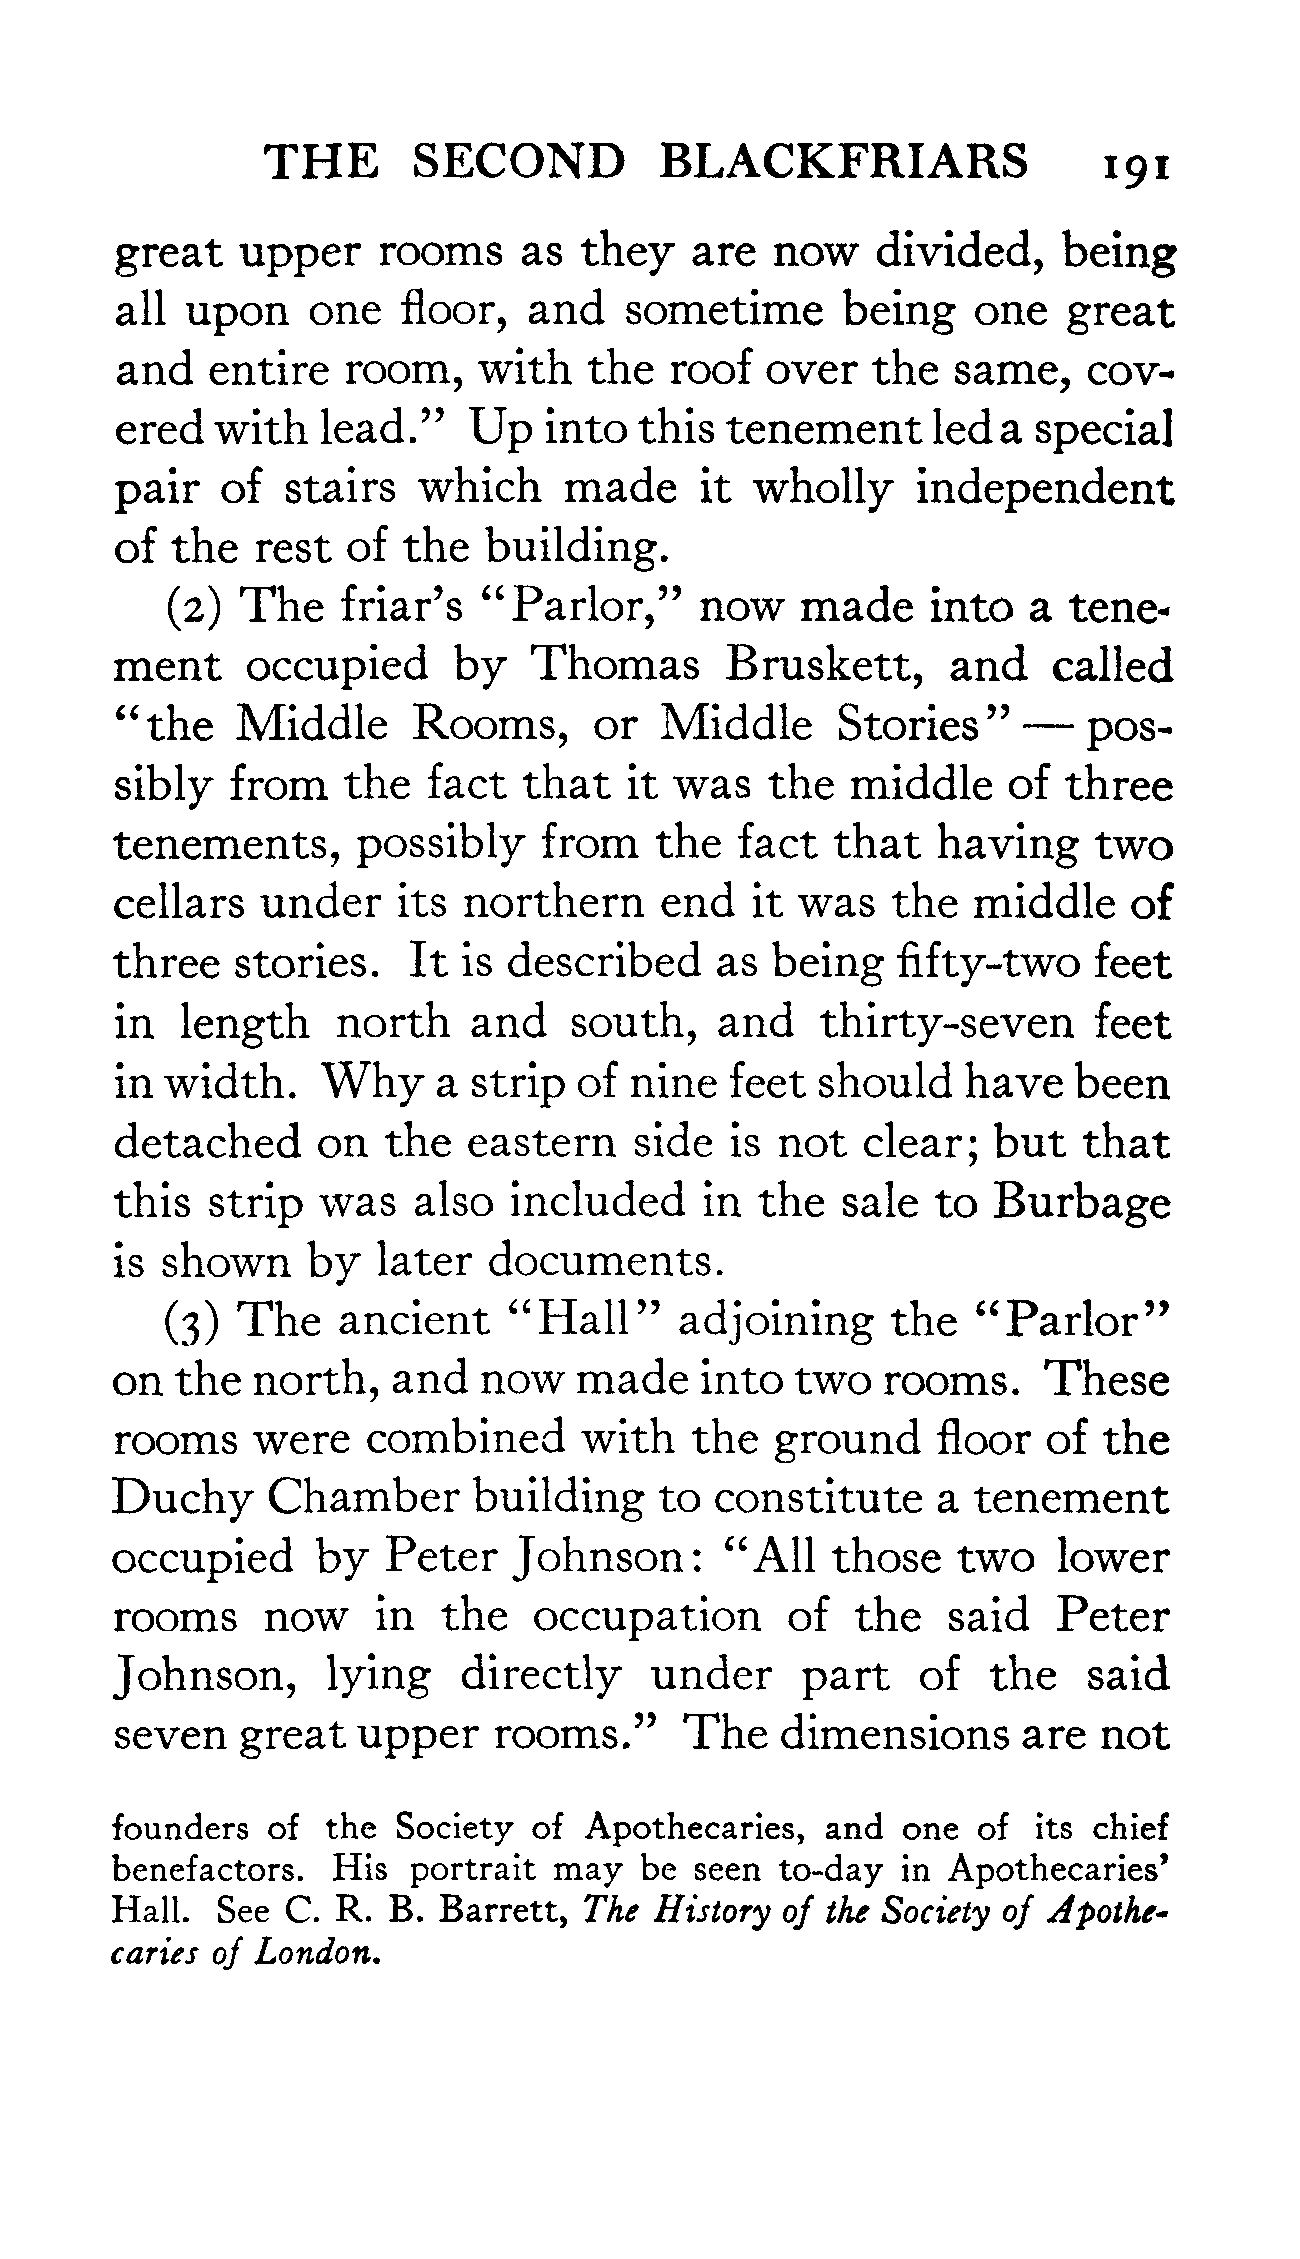 THE SECOND BLACKFRIARS 191
great upper rooms as they are now divided, being
all upon one floor, and sometime being one great
and entire room, with the roof over the same, cov-
ered with lead." Up into this tenement led a special
pair of stairs which made it wholly independent
of the rest of the building.
(2) The friar's "Parlor," now made into a tene-
ment occupied by Thomas Bruskett, and called
"the Middle Rooms, or Middle Stories" — pos-
sibly from the fact that it was the middle of three
tenements, possibly from the fact that having two
cellars under its northern end it was the middle of
three stories. It is described as being fifty-two feet
in length north and south, and thirty-seven feet
in width. Why a strip of nine feet should have been
detached on the eastern side is not clear; but that
this strip was also included in the sale to Burbage
is shown by later documents.
(3) The ancient "Hall" adjoining the "Parlor"
on the north, and now made into two rooms. These
rooms were combined with the ground floor of the
Duchy Chamber building to constitute a tenement
occupied by Peter Johnson: "All those two lower
rooms now in the occupation of the said Peter
Johnson, lying directly under part of the said
seven great upper rooms." The dimensions are not
founders of the Society of Apothecaries, and one of its chief
benefactors. His portrait may be seen to-day in Apothecaries'
Hall. See C. R. B. Barrett, The History of the Society of Apothe-
caries of London.